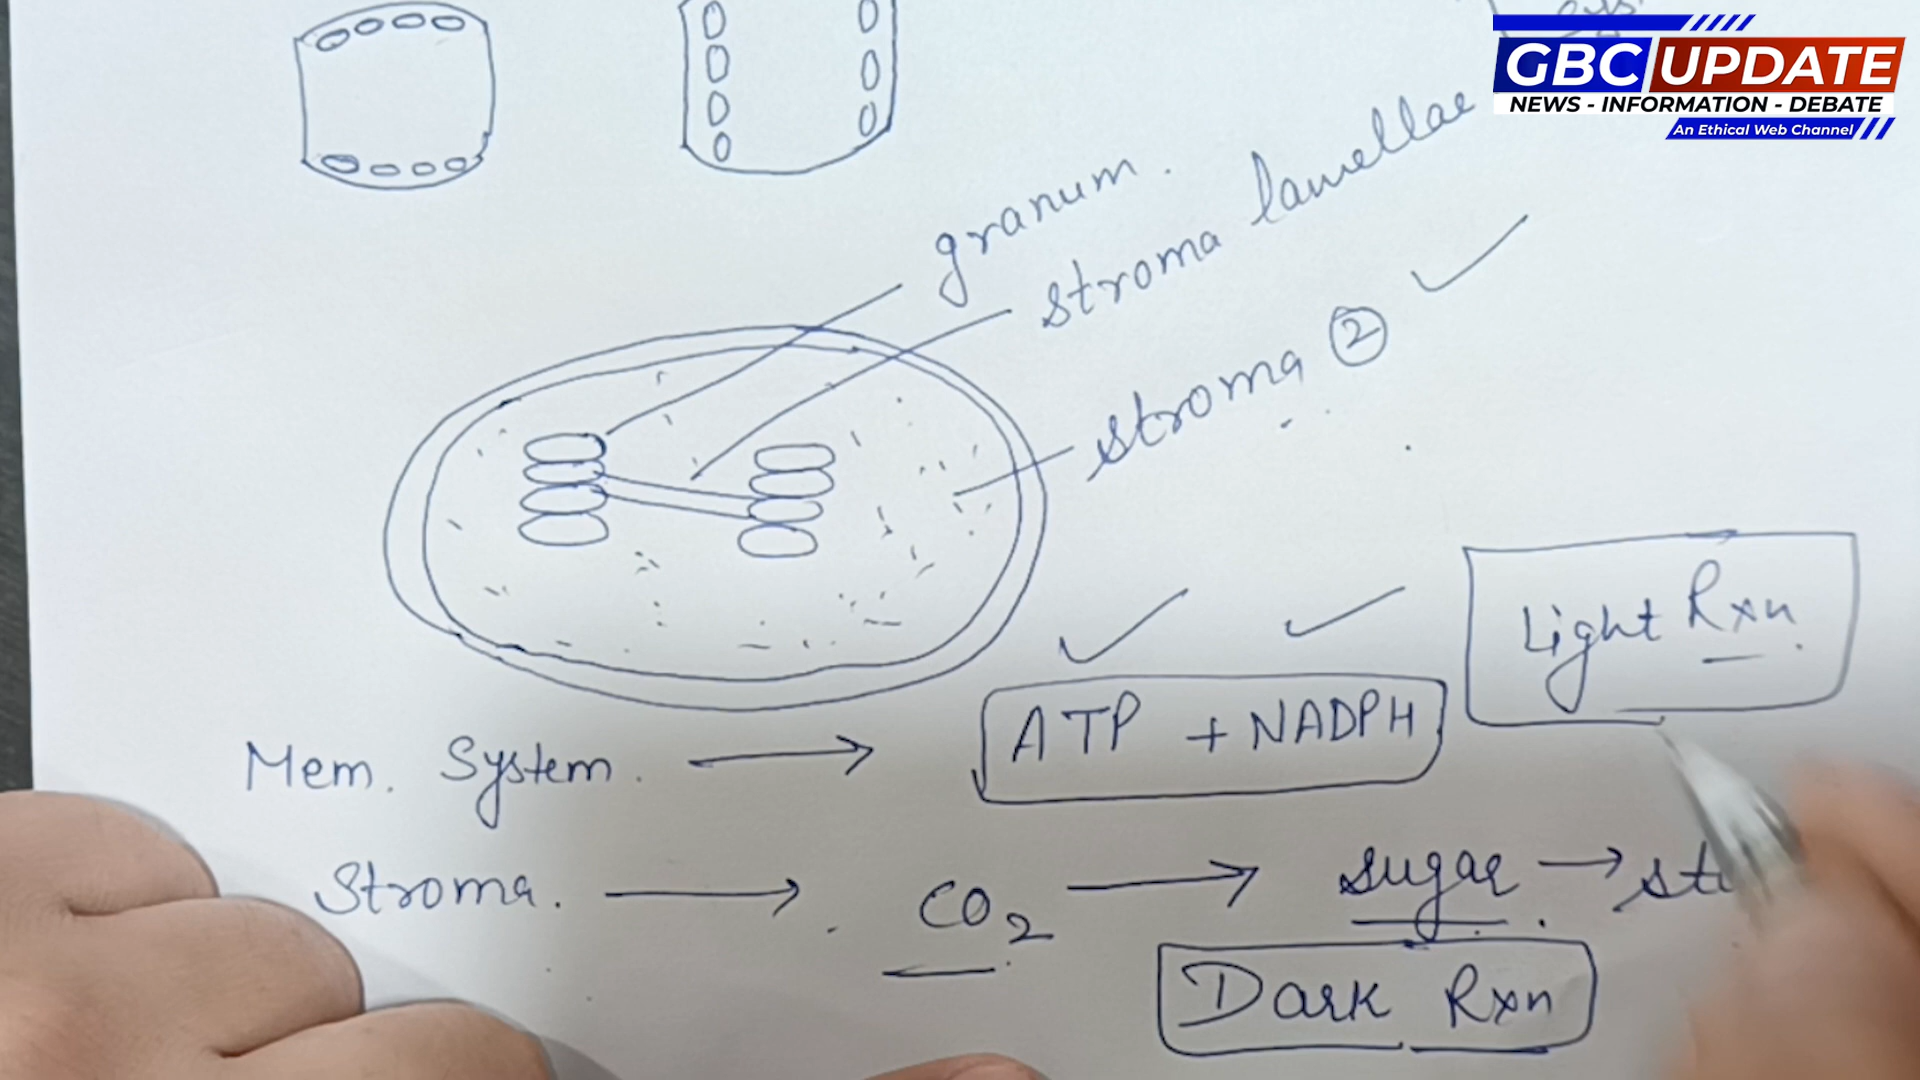 GBC UPDATE
NEWS - INFORMATION - DEBATE
An Ethical Web Channel
granum.
stroma lamellae
stroma ②
Light Rxn
ATP + NADPH
Mem. System.
Stroma. CO₂ sugar
Dark Rxn